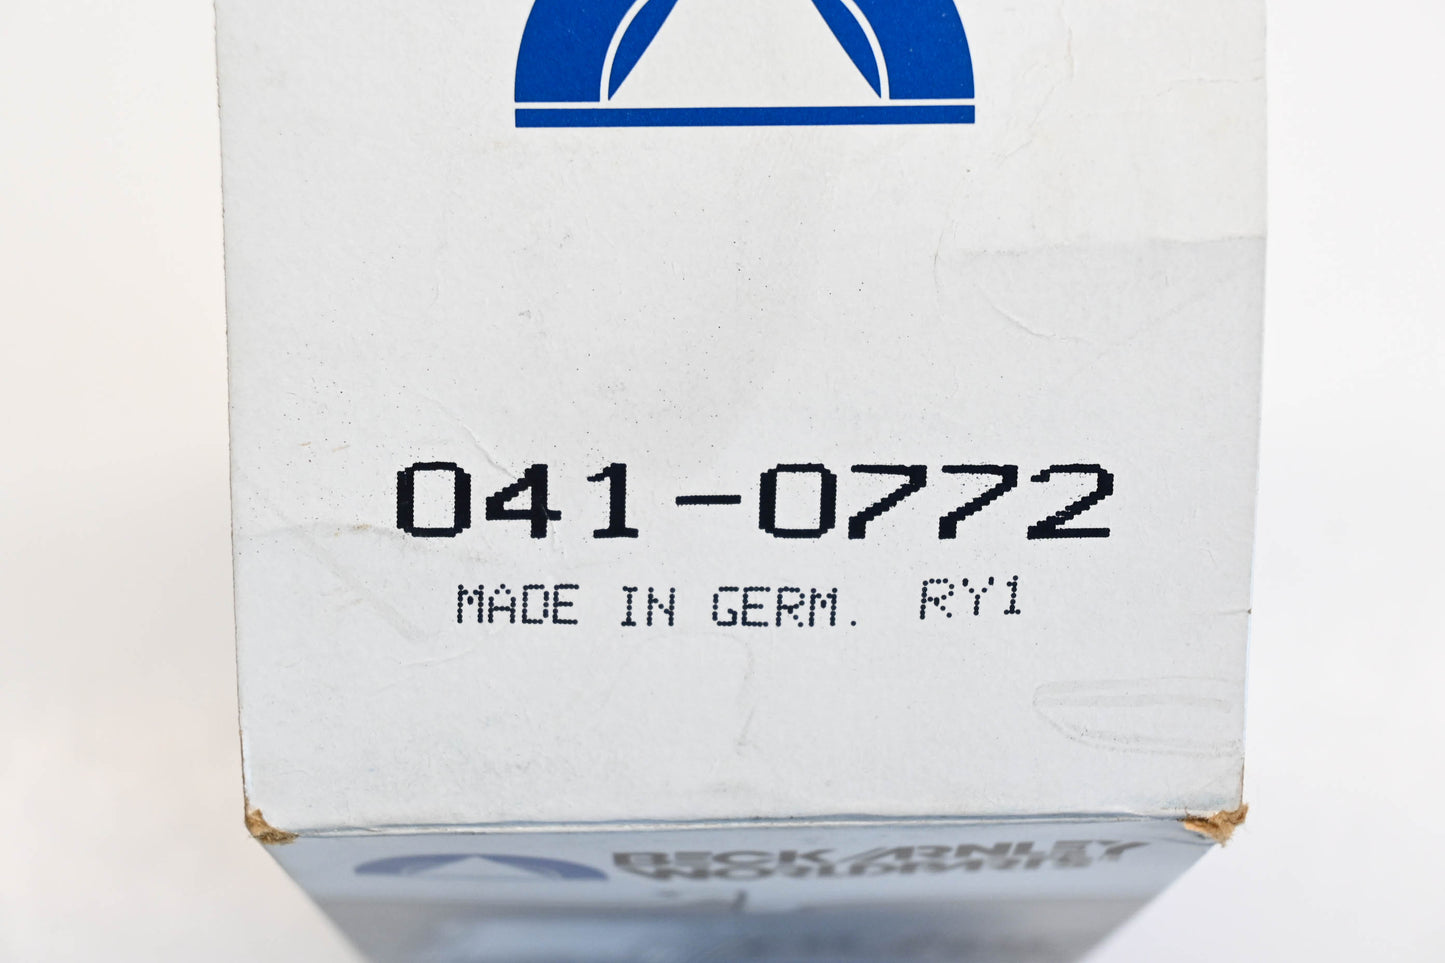 041-0772
MADE IN GERM. RY1
BECK/ARNLEY
WORLDPARTS